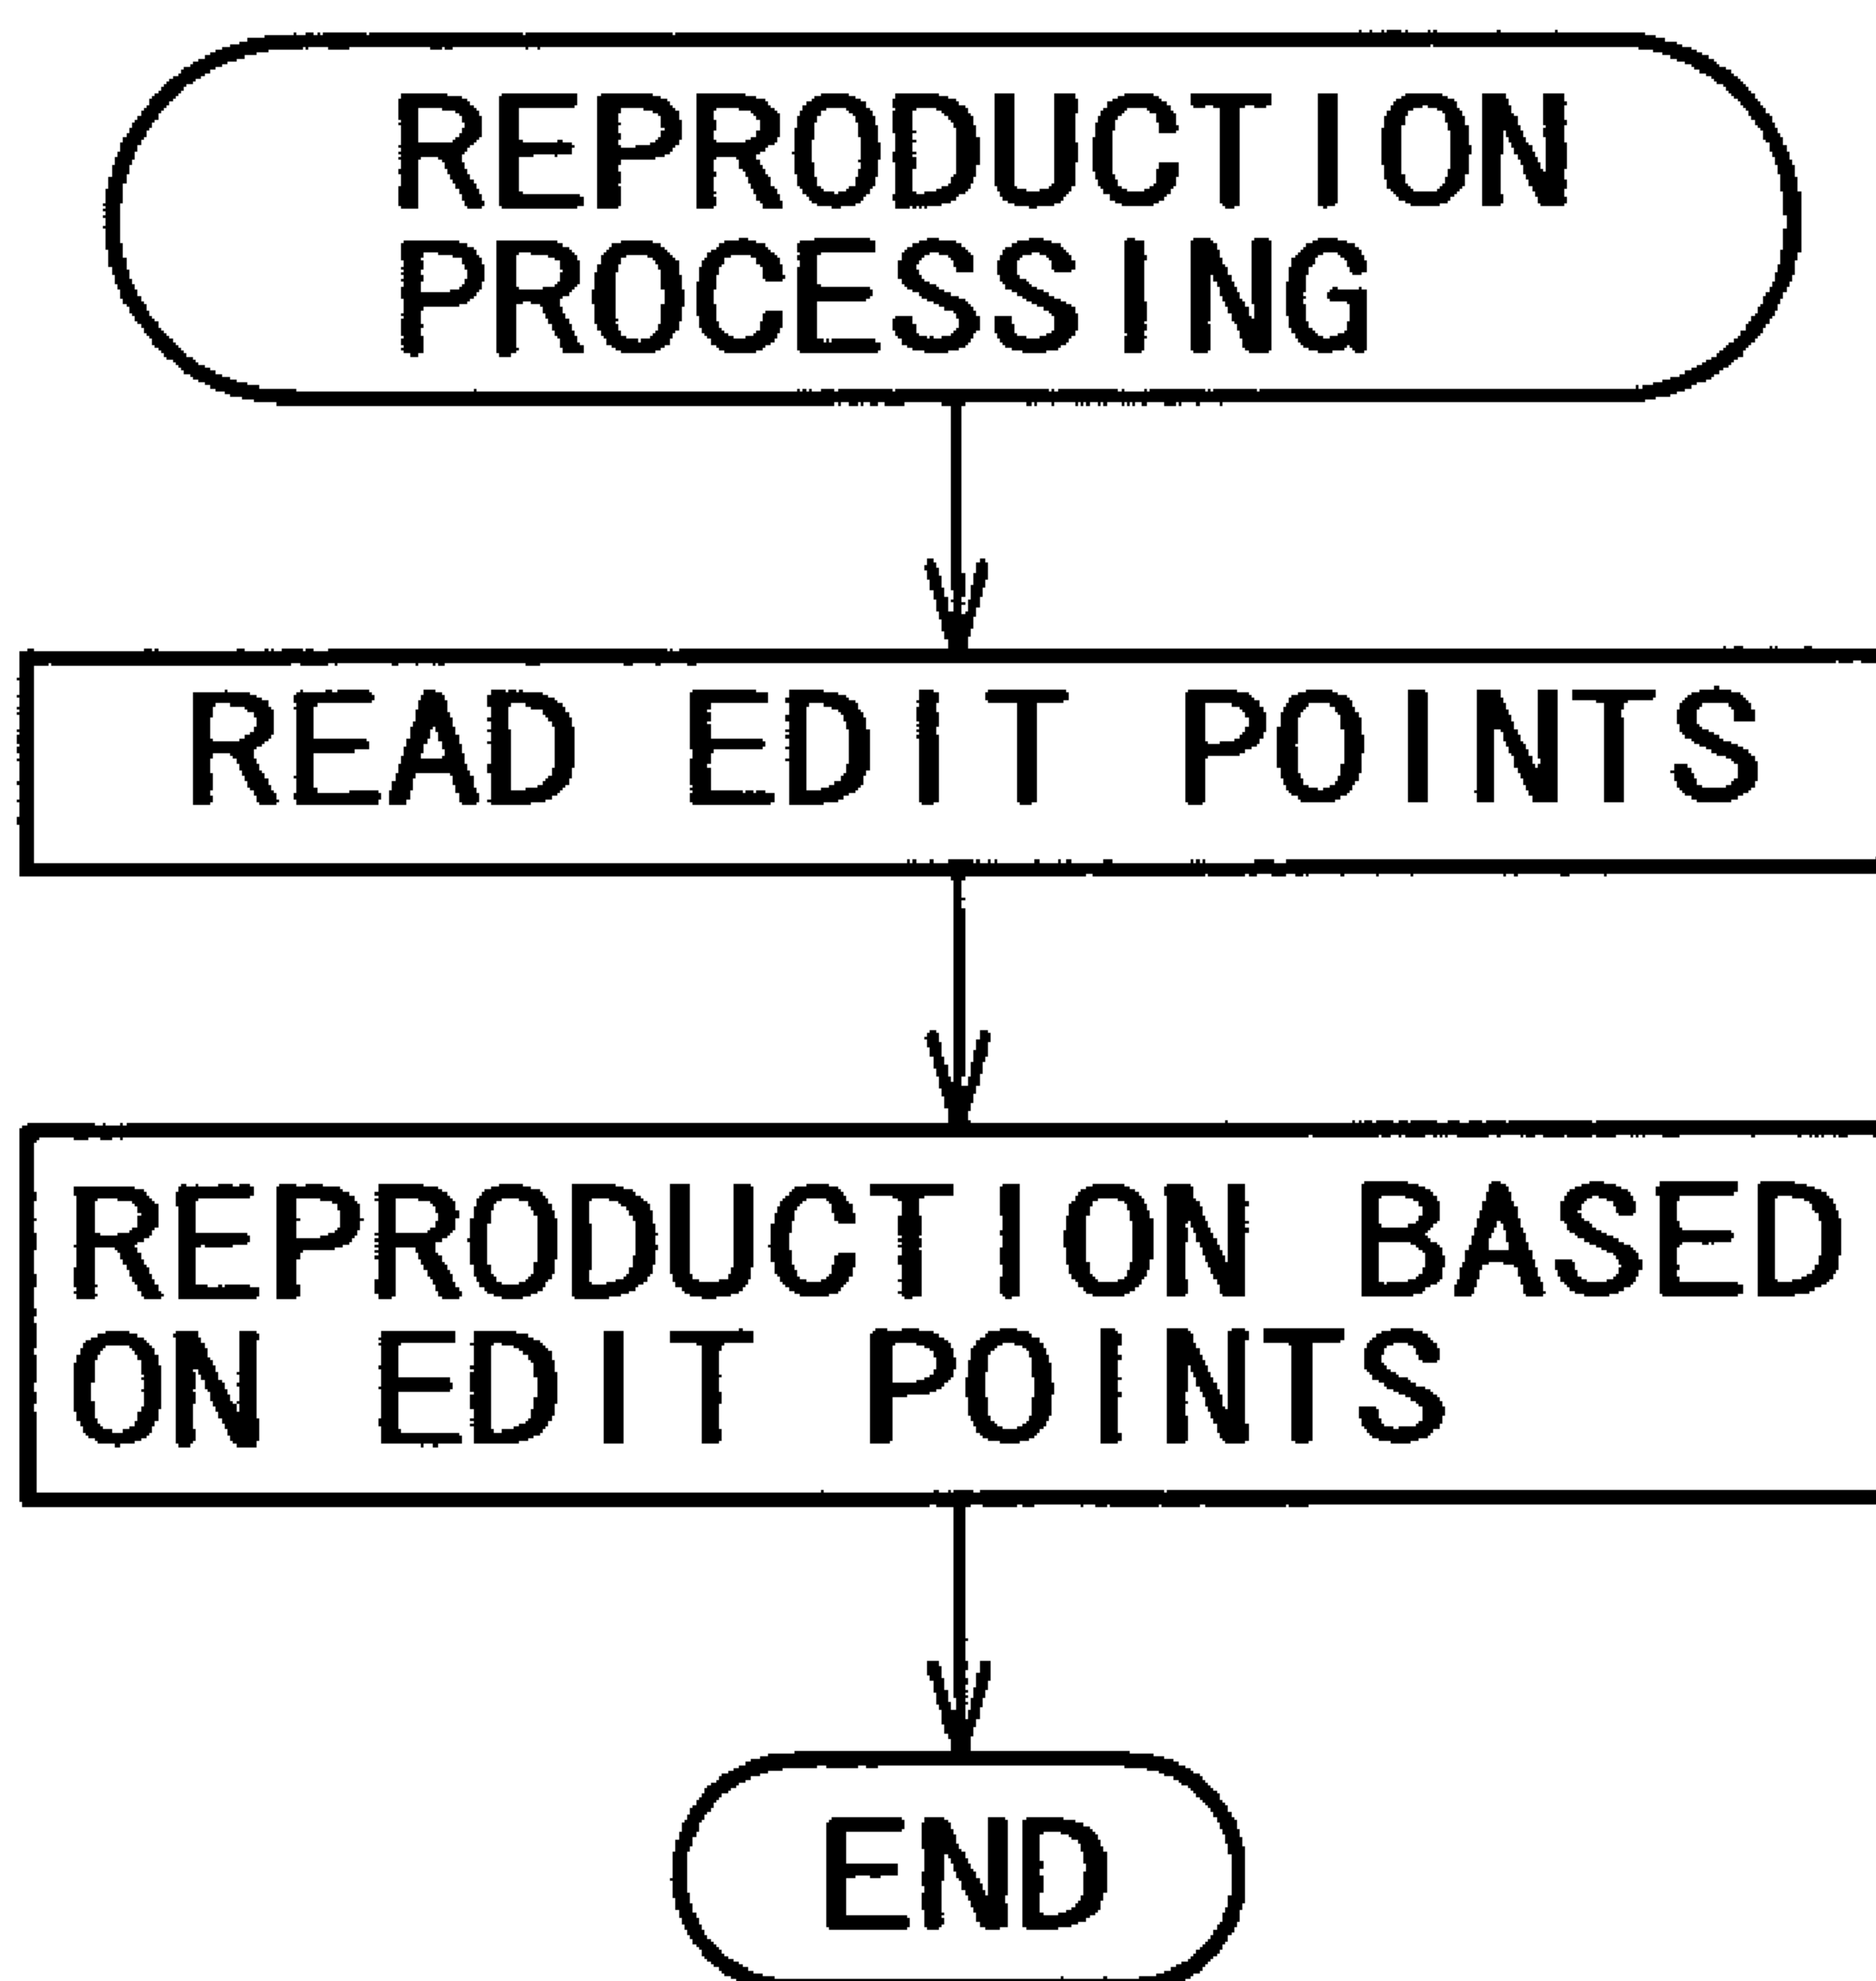 REPRODUCTION
PROCESSING
READ EDIT POINTS
REPRODUCTION BASED
ON EDIT POINTS
END